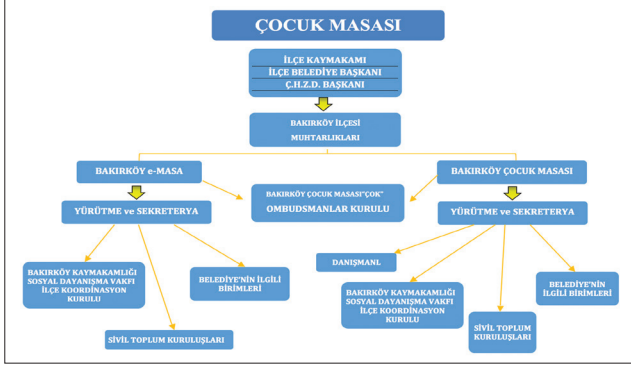 ÇOCUK MASASI
İLÇE KAYMAKAMI
İLÇE BELEDİYE BAŞKANI
Ç.H.Z.D. BAŞKANI
BAKIRKÖY İLÇESİ
MUHTARLIKLARI
BAKIRKÖY e-MASA
BAKIRKÖY ÇOCUK MASASI"ÇOK"
OMBUDSMANLAR KURULU
BAKIRKÖY ÇOCUK MASASI
YÜRÜTME ve SEKRETERYA
YÜRÜTME ve SEKRETERYA
BAKIRKÖY KAYMAKAMLIĞI
SOSYAL DAYANIŞMA VAKFI
İLÇE KOORDİNASYON
KURULU
SİVİL TOPLUM KURULUŞLARI
BELEDİYE'NİN İLGİLİ
BİRİMLERİ
DANIŞMANL
BAKIRKÖY KAYMAKAMLIĞI
SOSYAL DAYANIŞMA VAKFI
İLÇE KOORDİNASYON
KURULU
SİVİL TOPLUM
KURULUŞLARI
BELEDİYE'NİN
İLGİLİ BİRİMLERİ